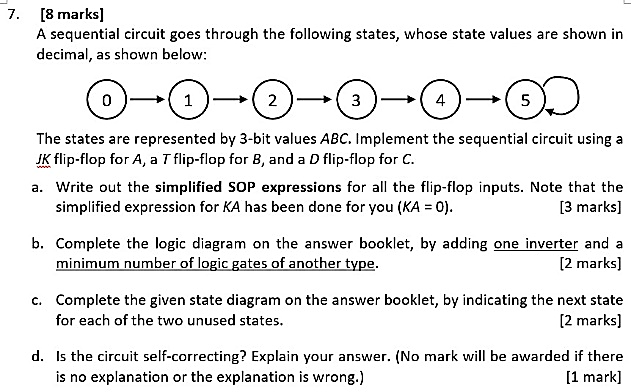 7. [8 marks]
A sequential circuit goes through the following states, whose state values are shown in
decimal, as shown below:
0 1 2 3 4 5
The states are represented by 3-bit values ABC. Implement the sequential circuit using a
JK flip-flop for A, a T flip-flop for B, and a D flip-flop for C.
a. Write out the simplified SOP expressions for all the flip-flop inputs. Note that the
simplified expression for KA has been done for you (KA = 0). [3 marks]
b. Complete the logic diagram on the answer booklet, by adding one inverter and a
minimum number of logic gates of another type. [2 marks]
c. Complete the given state diagram on the answer booklet, by indicating the next state
for each of the two unused states. [2 marks]
d. Is the circuit self-correcting? Explain your answer. (No mark will be awarded if there
is no explanation or the explanation is wrong.) [1 mark]